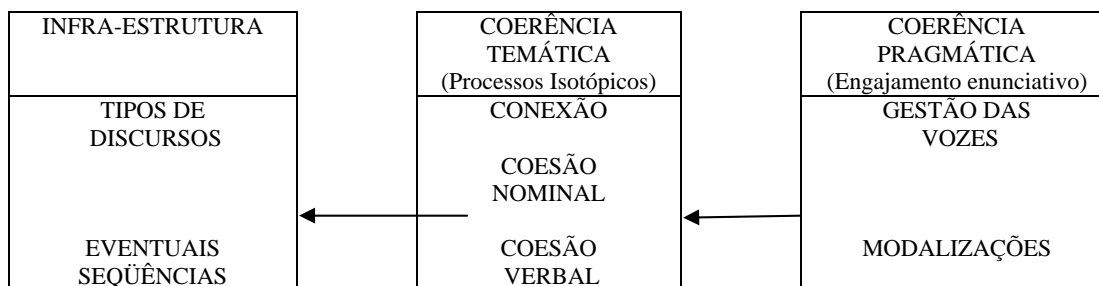 INFRA-ESTRUTURA
TIPOS DE
DISCURSOS
EVENTUAIS
SEQÜÊNCIAS
COERÊNCIA
TEMÁTICA
(Processos Isotópicos)
CONEXÃO
COESÃO
NOMINAL
COESÃO
VERBAL
COERÊNCIA
PRAGMÁTICA
(Engajamento enunciativo)
GESTÃO DAS
VOZES
MODALIZAÇÕES